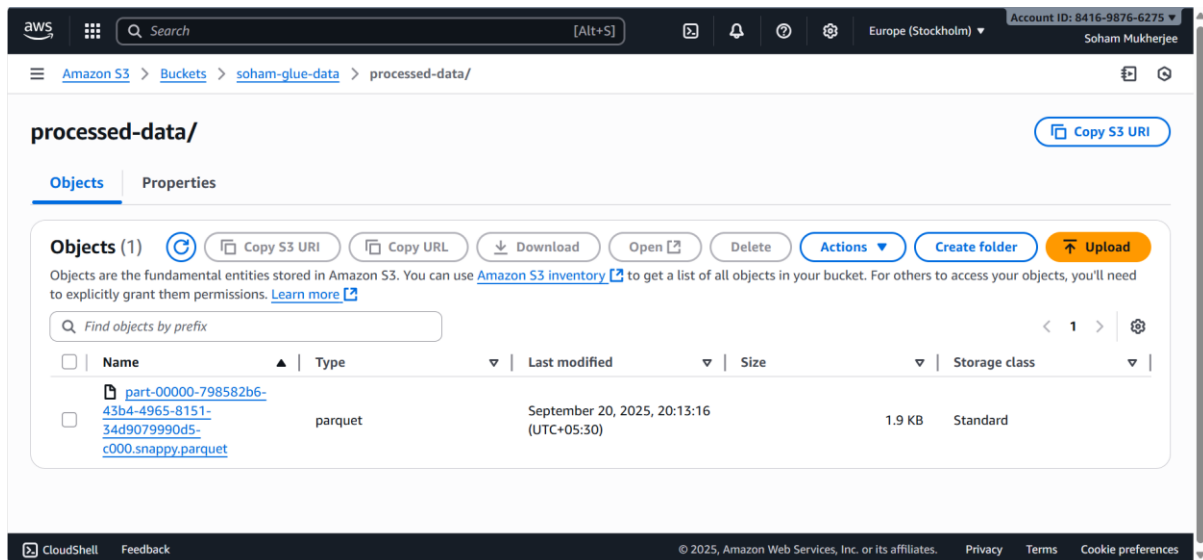 aws
Search
[Alt+S]
Europe (Stockholm) ▼
Account ID: 8416-9876-6275 ▼
Soham Mukherjee
Amazon S3 > Buckets > soham-glue-data > processed-data/
processed-data/
Copy S3 URI
Objects
Properties
Objects (1)
Copy S3 URI
Copy URL
Download
Open
Delete
Actions ▼
Create folder
Upload
Objects are the fundamental entities stored in Amazon S3. You can use Amazon S3 inventory to get a list of all objects in your bucket. For others to access your objects, you'll need
to explicitly grant them permissions. Learn more
Find objects by prefix
< 1 >
Name
Type
Last modified
Size
Storage class
part-00000-798582b6-
43b4-4965-8151-
34d9079990d5-
c000.snappy.parquet
parquet
September 20, 2025, 20:13:16
(UTC+05:30)
1.9 KB
Standard
CloudShell
Feedback
© 2025, Amazon Web Services, Inc. or its affiliates.
Privacy
Terms
Cookie preferences